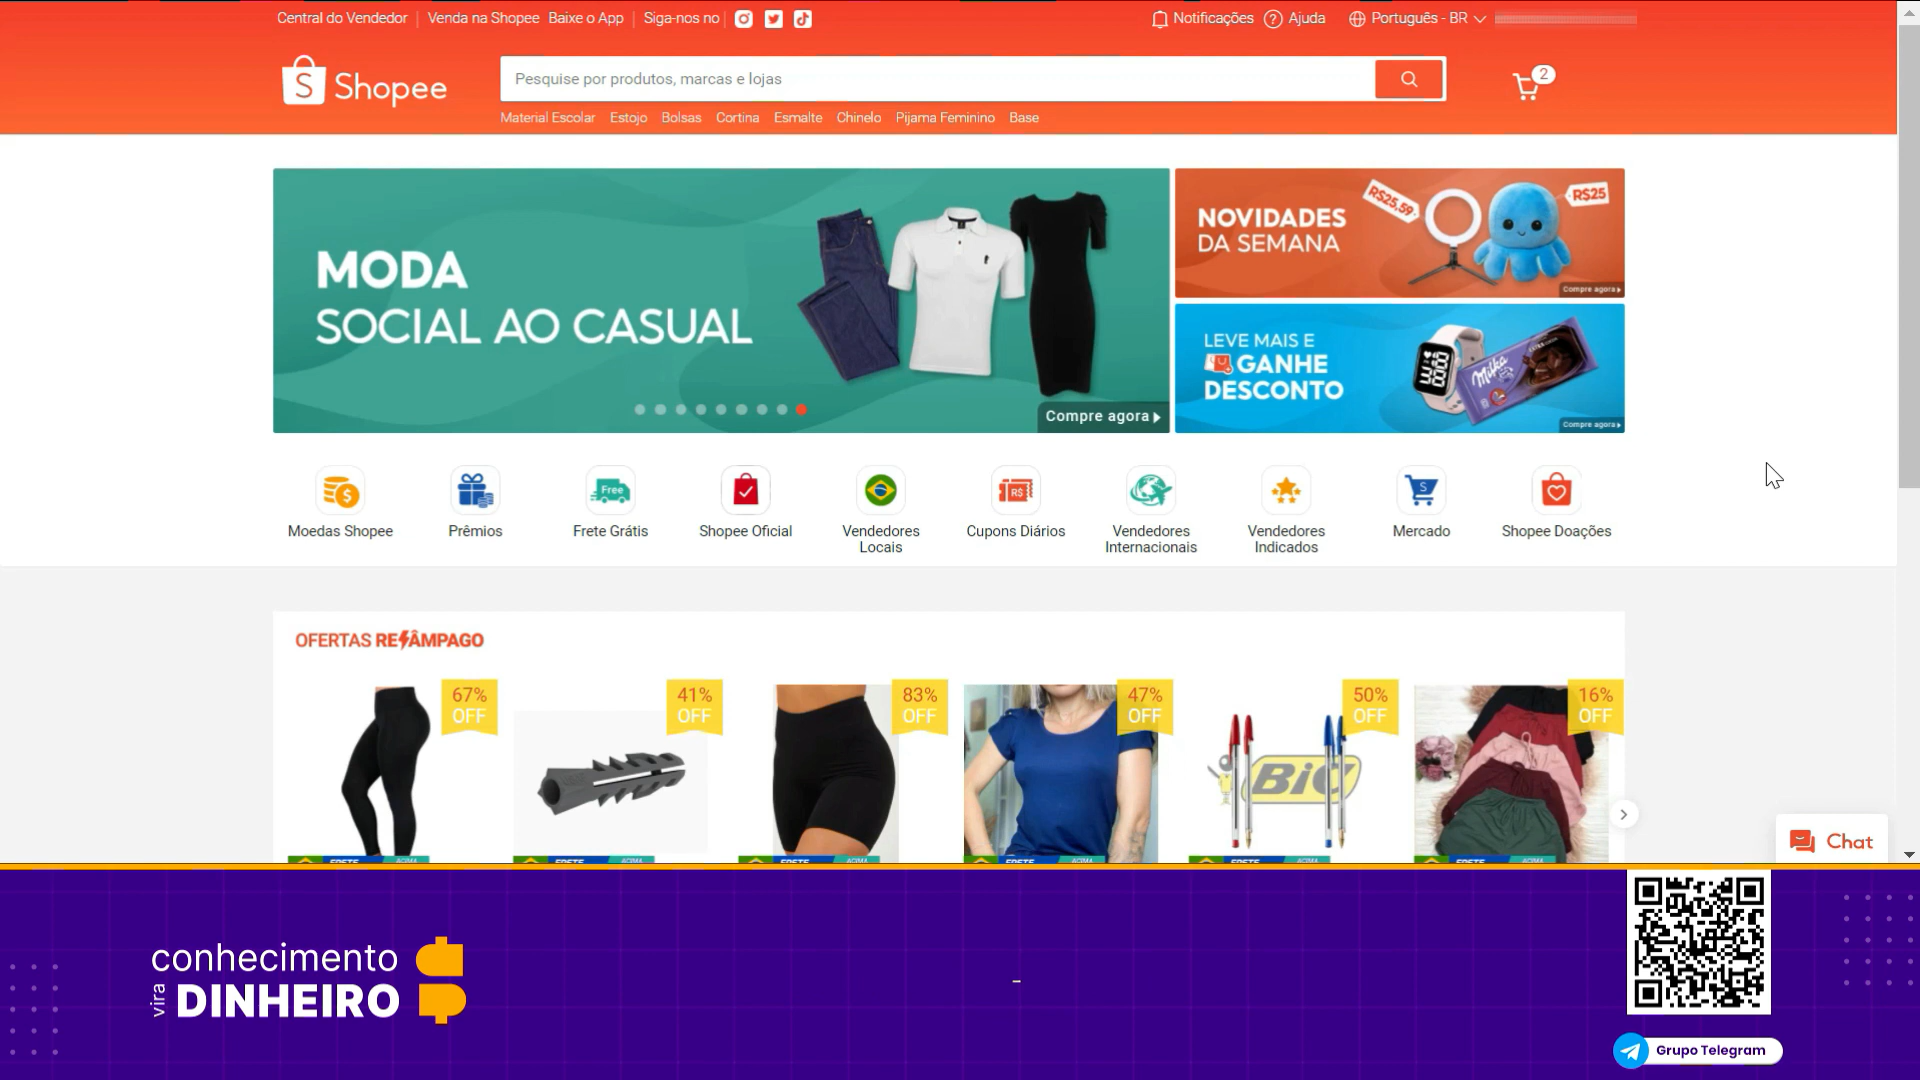 Central do Vendedor
Venda na Shopee
Baixe o App
Siga-nos no
Notificações
Ajuda
Português - BR
Shopee
Pesquise por produtos, marcas e lojas
2
Material Escolar Estojo Bolsas Cortina Esmalte Chinelo Pijama Feminino Base
MODA
SOCIAL AO CASUAL
Compre agora
NOVIDADES
DA SEMANA
R$25,59
R$25
Compre agora
LEVE MAIS E
GANHE
DESCONTO
Milka
Compre agora
Moedas Shopee
Prêmios
Free
Frete Grátis
Shopee Oficial
Vendedores
Locais
R$
Cupons Diários
Vendedores
Internacionais
Vendedores
Indicados
Mercado
Shopee Doações
OFERTAS RELÂMPAGO
67%
OFF
41%
OFF
83%
OFF
47%
OFF
50%
OFF
16%
OFF
BiC
Chat
conhecimento
vira
DINHEIRO
Grupo Telegram